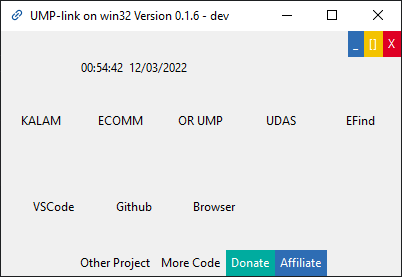 UMP-link on win32 Version 0.1.6 - dev
_ [] X
00:54:42 12/03/2022
KALAM ECOMM OR UMP UDAS EFind
VSCode Github Browser
Other Project More Code Donate Affiliate